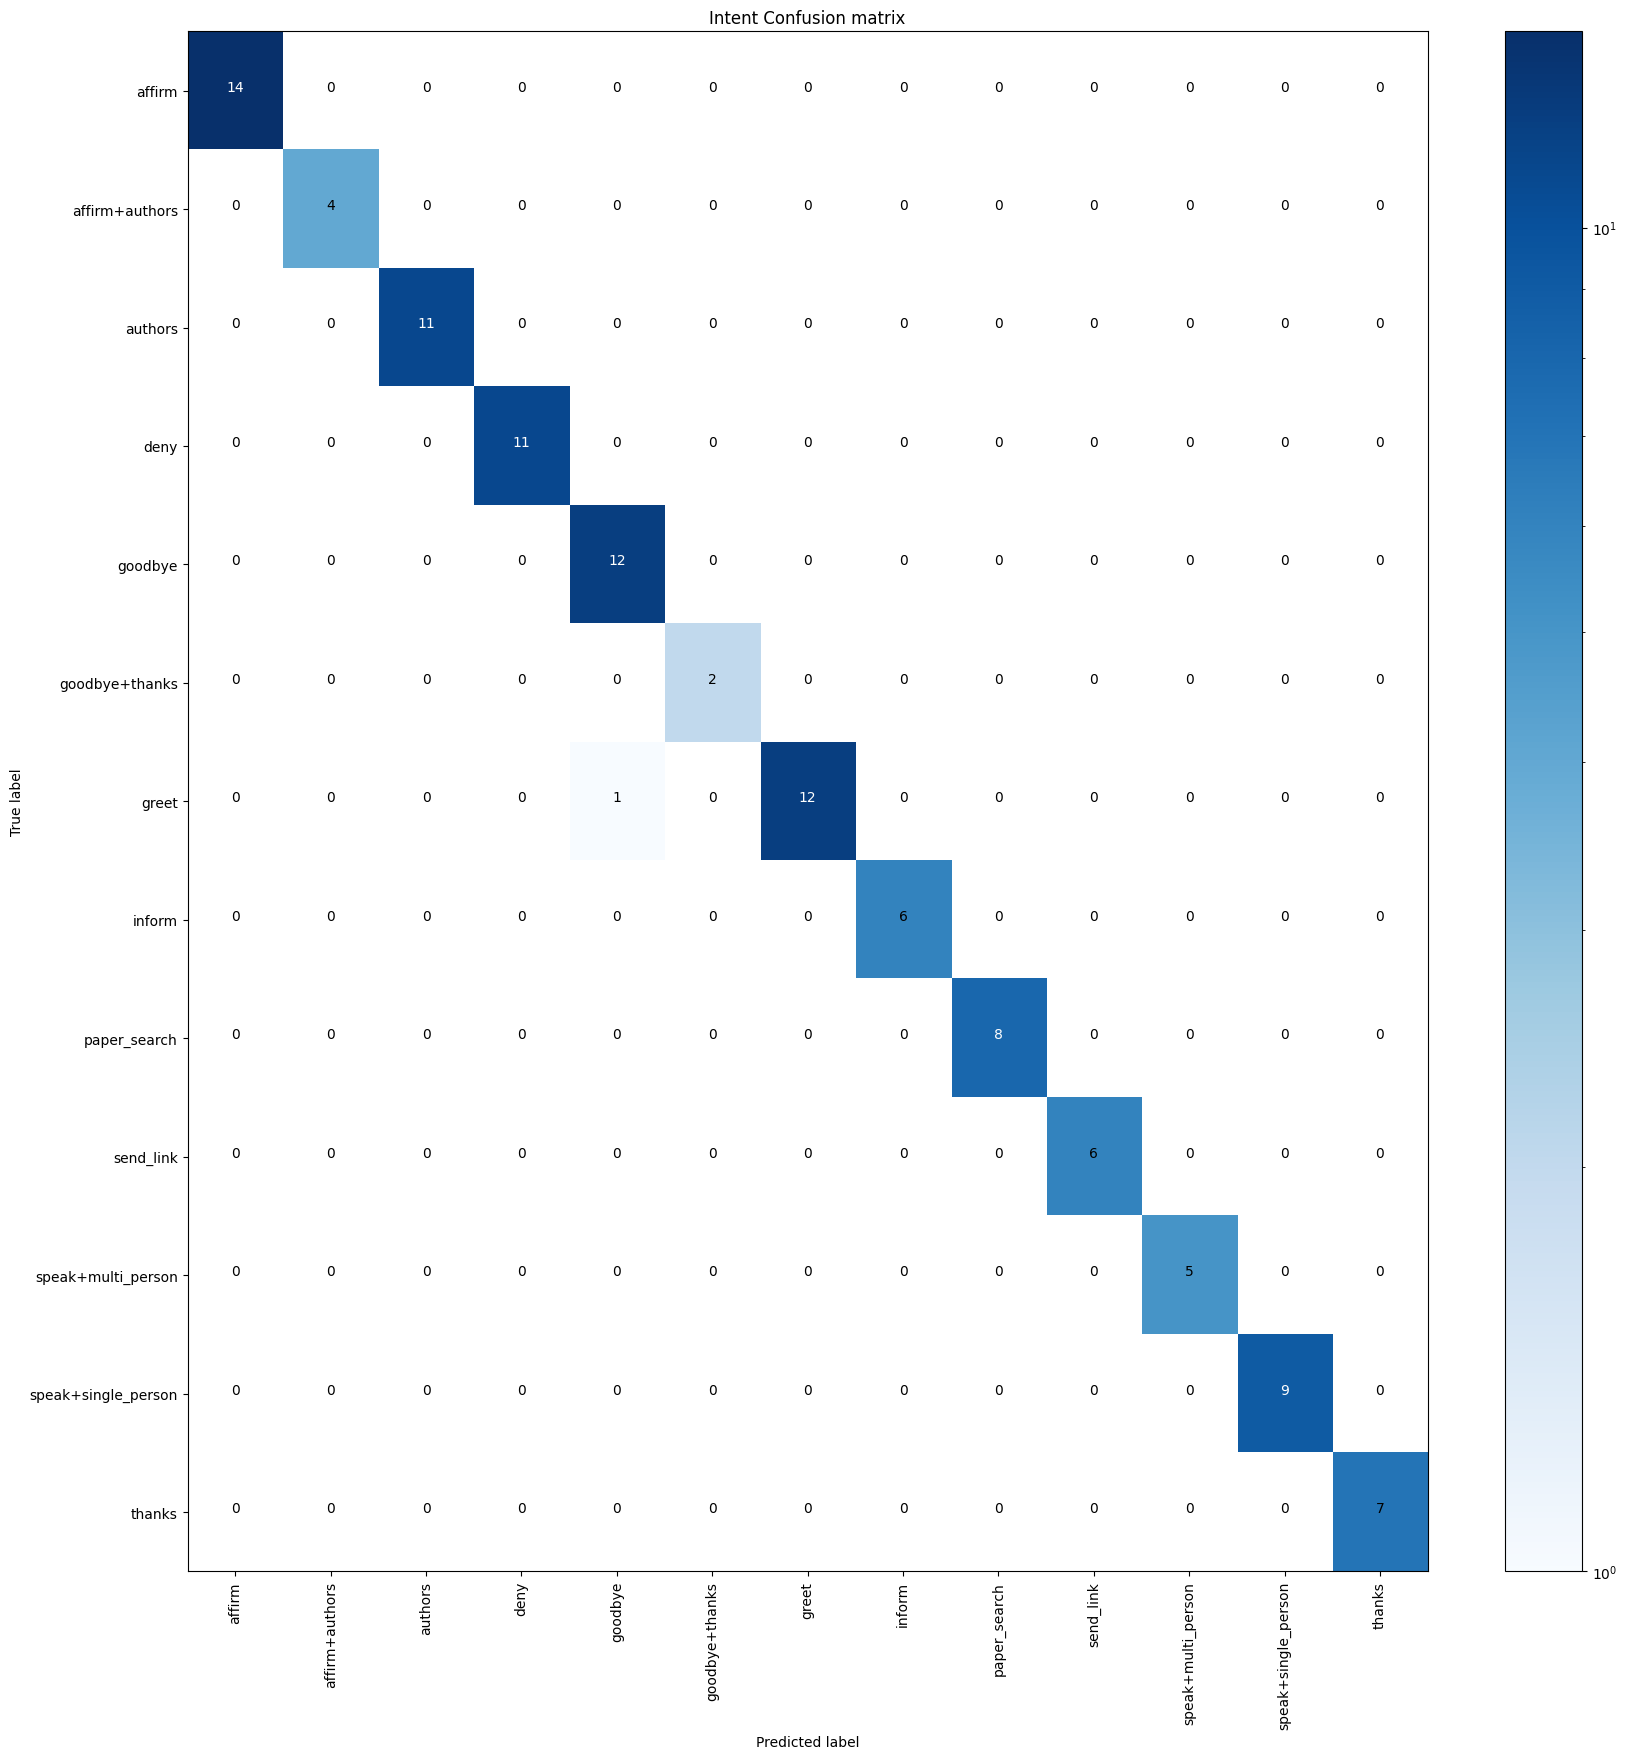 Intent Confusion matrix
affirm 14 0 0 0 0 0 0 0 0 0 0 0 0
affirm+authors 0 4 0 0 0 0 0 0 0 0 0 0 0
authors 0 0 11 0 0 0 0 0 0 0 0 0 0
deny 0 0 0 11 0 0 0 0 0 0 0 0 0
goodbye 0 0 0 0 12 0 0 0 0 0 0 0 0
goodbye+thanks 0 0 0 0 0 2 0 0 0 0 0 0 0
greet 0 0 0 0 1 0 12 0 0 0 0 0 0
inform 0 0 0 0 0 0 0 6 0 0 0 0 0
paper_search 0 0 0 0 0 0 0 0 8 0 0 0 0
send_link 0 0 0 0 0 0 0 0 0 6 0 0 0
speak+multi_person 0 0 0 0 0 0 0 0 0 0 5 0 0
speak+single_person 0 0 0 0 0 0 0 0 0 0 0 9 0
thanks 0 0 0 0 0 0 0 0 0 0 0 0 7
True label
affirm
affirm+authors
authors
deny
goodbye
goodbye+thanks
greet
inform
paper_search
send_link
speak+multi_person
speak+single_person
thanks
Predicted label
10¹
10⁰